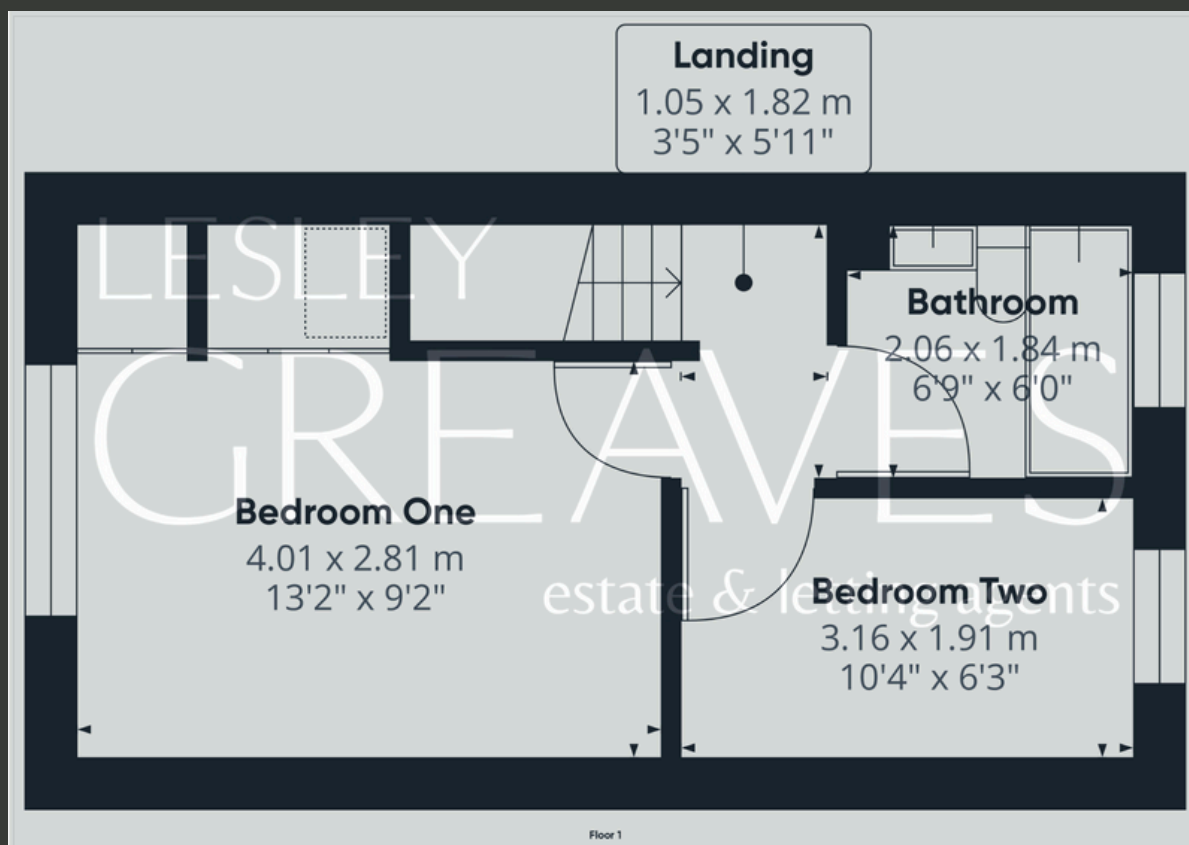 Landing
1.05 x 1.82 m
3'5" x 5'11"
LESLEY
GREAVES
estate & letting agents
Bathroom
2.06 x 1.84 m
6'9" x 6'0"
Bedroom One
4.01 x 2.81 m
13'2" x 9'2"
Bedroom Two
3.16 x 1.91 m
10'4" x 6'3"
Floor 1